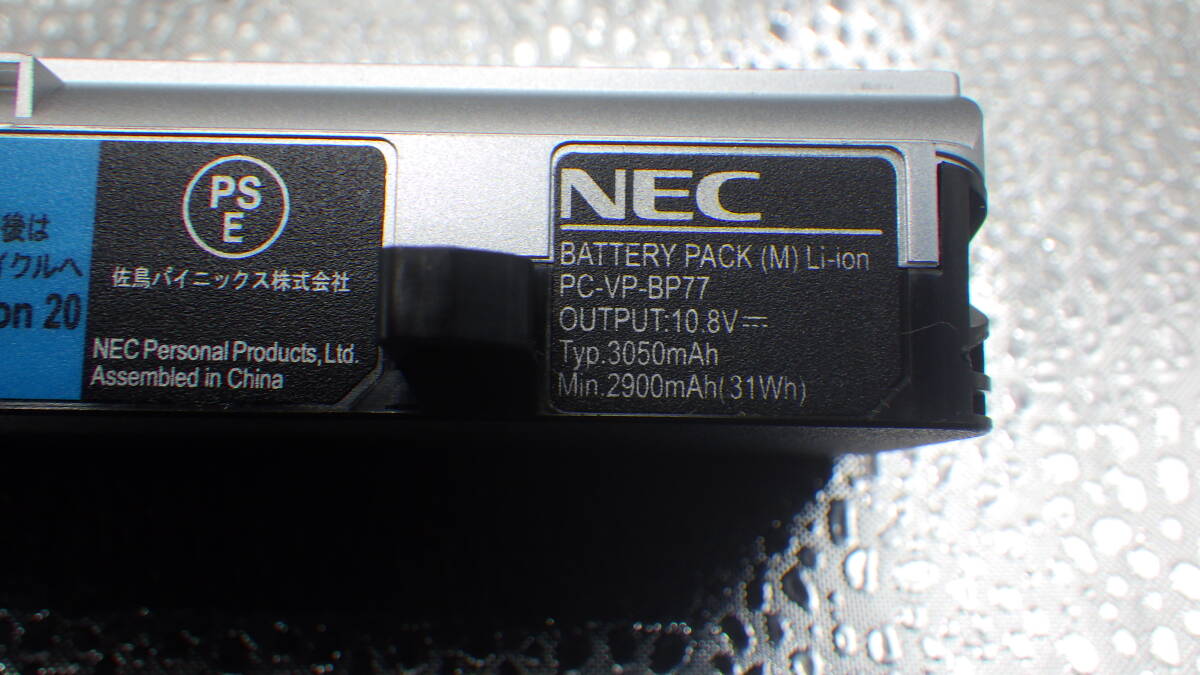 後は
イクルへ
on 20
PS
E
佐鳥パイニックス株式会社
NEC Personal Products, Ltd.
Assembled in China
NEC
BATTERY PACK (M) Li-ion
PC-VP-BP77
OUTPUT:10.8V⎓
Typ.3050mAh
Min.2900mAh(31Wh)